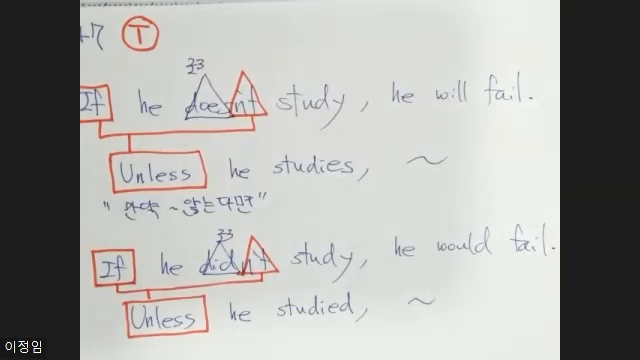 T
If he doesn't study, he will fail.
Unless he studies, ~
"만약 ~ 않는다면"
If he didn't study, he would fail.
Unless he studied, ~
이정임